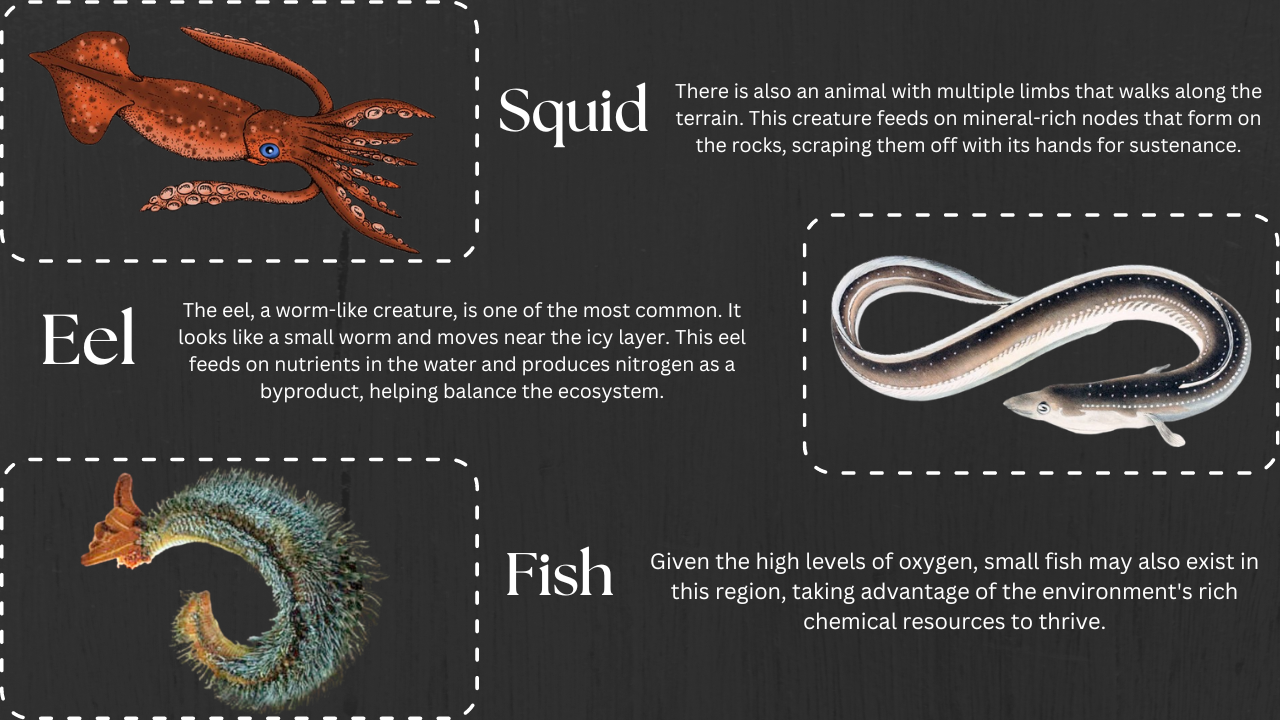 Squid
There is also an animal with multiple limbs that walks along the
terrain. This creature feeds on mineral-rich nodes that form on
the rocks, scraping them off with its hands for sustenance.
Eel
The eel, a worm-like creature, is one of the most common. It
looks like a small worm and moves near the icy layer. This eel
feeds on nutrients in the water and produces nitrogen as a
byproduct, helping balance the ecosystem.
Fish
Given the high levels of oxygen, small fish may also exist in
this region, taking advantage of the environment's rich
chemical resources to thrive.